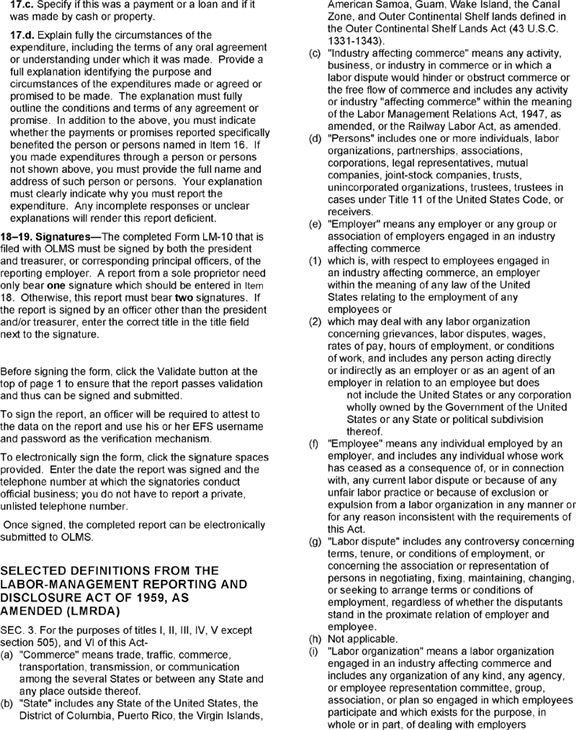 17.c. Specify if this was a payment or a loan and if it
was made by cash or property.
17.d. Explain fully the circumstances of the
expenditure, including the terms of any oral agreement
or understanding under which it was made. Provide a
full explanation identifying the purpose and
circumstances of the expenditures made or agreed or
promised to be made. The explanation must fully
outline the conditions and terms of any agreement or
promise. In addition to the above, you must indicate
whether the payments or promises reported specifically
benefited the person or persons named in Item 16. If
you made expenditures through a person or persons
not shown above, you must provide the full name and
address of such person or persons. Your explanation
must clearly indicate why you must report the
expenditure. Any incomplete responses or unclear
explanations will render this report deficient.
18–19. Signatures—The completed Form LM-10 that is
filed with OLMS must be signed by both the president
and treasurer, or corresponding principal officers, of the
reporting employer. A report from a sole proprietor need
only bear one signature which should be entered in Item
18. Otherwise, this report must bear two signatures. If
the report is signed by an officer other than the president
and/or treasurer, enter the correct title in the title field
next to the signature.
Before signing the form, click the Validate button at the
top of page 1 to ensure that the report passes validation
and thus can be signed and submitted.
To sign the report, an officer will be required to attest to
the data on the report and use his or her EFS username
and password as the verification mechanism.
To electronically sign the form, click the signature spaces
provided. Enter the date the report was signed and the
telephone number at which the signatories conduct
official business; you do not have to report a private,
unlisted telephone number.
Once signed, the completed report can be electronically
submitted to OLMS.
SELECTED DEFINITIONS FROM THE
LABOR-MANAGEMENT REPORTING AND
DISCLOSURE ACT OF 1959, AS
AMENDED (LMRDA)
SEC. 3. For the purposes of titles I, II, III, IV, V except
section 505), and VI of this Act-
(a) "Commerce" means trade, traffic, commerce,
transportation, transmission, or communication
among the several States or between any State and
any place outside thereof.
(b) "State" includes any State of the United States, the
District of Columbia, Puerto Rico, the Virgin Islands,
American Samoa, Guam, Wake Island, the Canal
Zone, and Outer Continental Shelf lands defined in
the Outer Continental Shelf Lands Act (43 U.S.C.
1331-1343).
(c) "Industry affecting commerce" means any activity,
business, or industry in commerce or in which a
labor dispute would hinder or obstruct commerce or
the free flow of commerce and includes any activity
or industry "affecting commerce" within the meaning
of the Labor Management Relations Act, 1947, as
amended, or the Railway Labor Act, as amended.
(d) "Persons" includes one or more individuals, labor
organizations, partnerships, associations,
corporations, legal representatives, mutual
companies, joint-stock companies, trusts,
unincorporated organizations, trustees, trustees in
cases under Title 11 of the United States Code, or
receivers.
(e) "Employer" means any employer or any group or
association of employers engaged in an industry
affecting commerce
(1) which is, with respect to employees engaged in
an industry affecting commerce, an employer
within the meaning of any law of the United
States relating to the employment of any
employees or
(2) which may deal with any labor organization
concerning grievances, labor disputes, wages,
rates of pay, hours of employment, or conditions
of work, and includes any person acting directly
or indirectly as an employer or as an agent of an
employer in relation to an employee but does
not include the United States or any corporation
wholly owned by the Government of the United
States or any State or political subdivision
thereof.
(f) "Employee" means any individual employed by an
employer, and includes any individual whose work
has ceased as a consequence of, or in connection
with, any current labor dispute or because of any
unfair labor practice or because of exclusion or
expulsion from a labor organization in any manner or
for any reason inconsistent with the requirements of
this Act.
(g) "Labor dispute" includes any controversy concerning
terms, tenure, or conditions of employment, or
concerning the association or representation of
persons in negotiating, fixing, maintaining, changing,
or seeking to arrange terms or conditions of
employment, regardless of whether the disputants
stand in the proximate relation of employer and
employee.
(h) Not applicable.
(i) "Labor organization" means a labor organization
engaged in an industry affecting commerce and
includes any organization of any kind, any agency,
or employee representation committee, group,
association, or plan so engaged in which employees
participate and which exists for the purpose, in
whole or in part, of dealing with employers